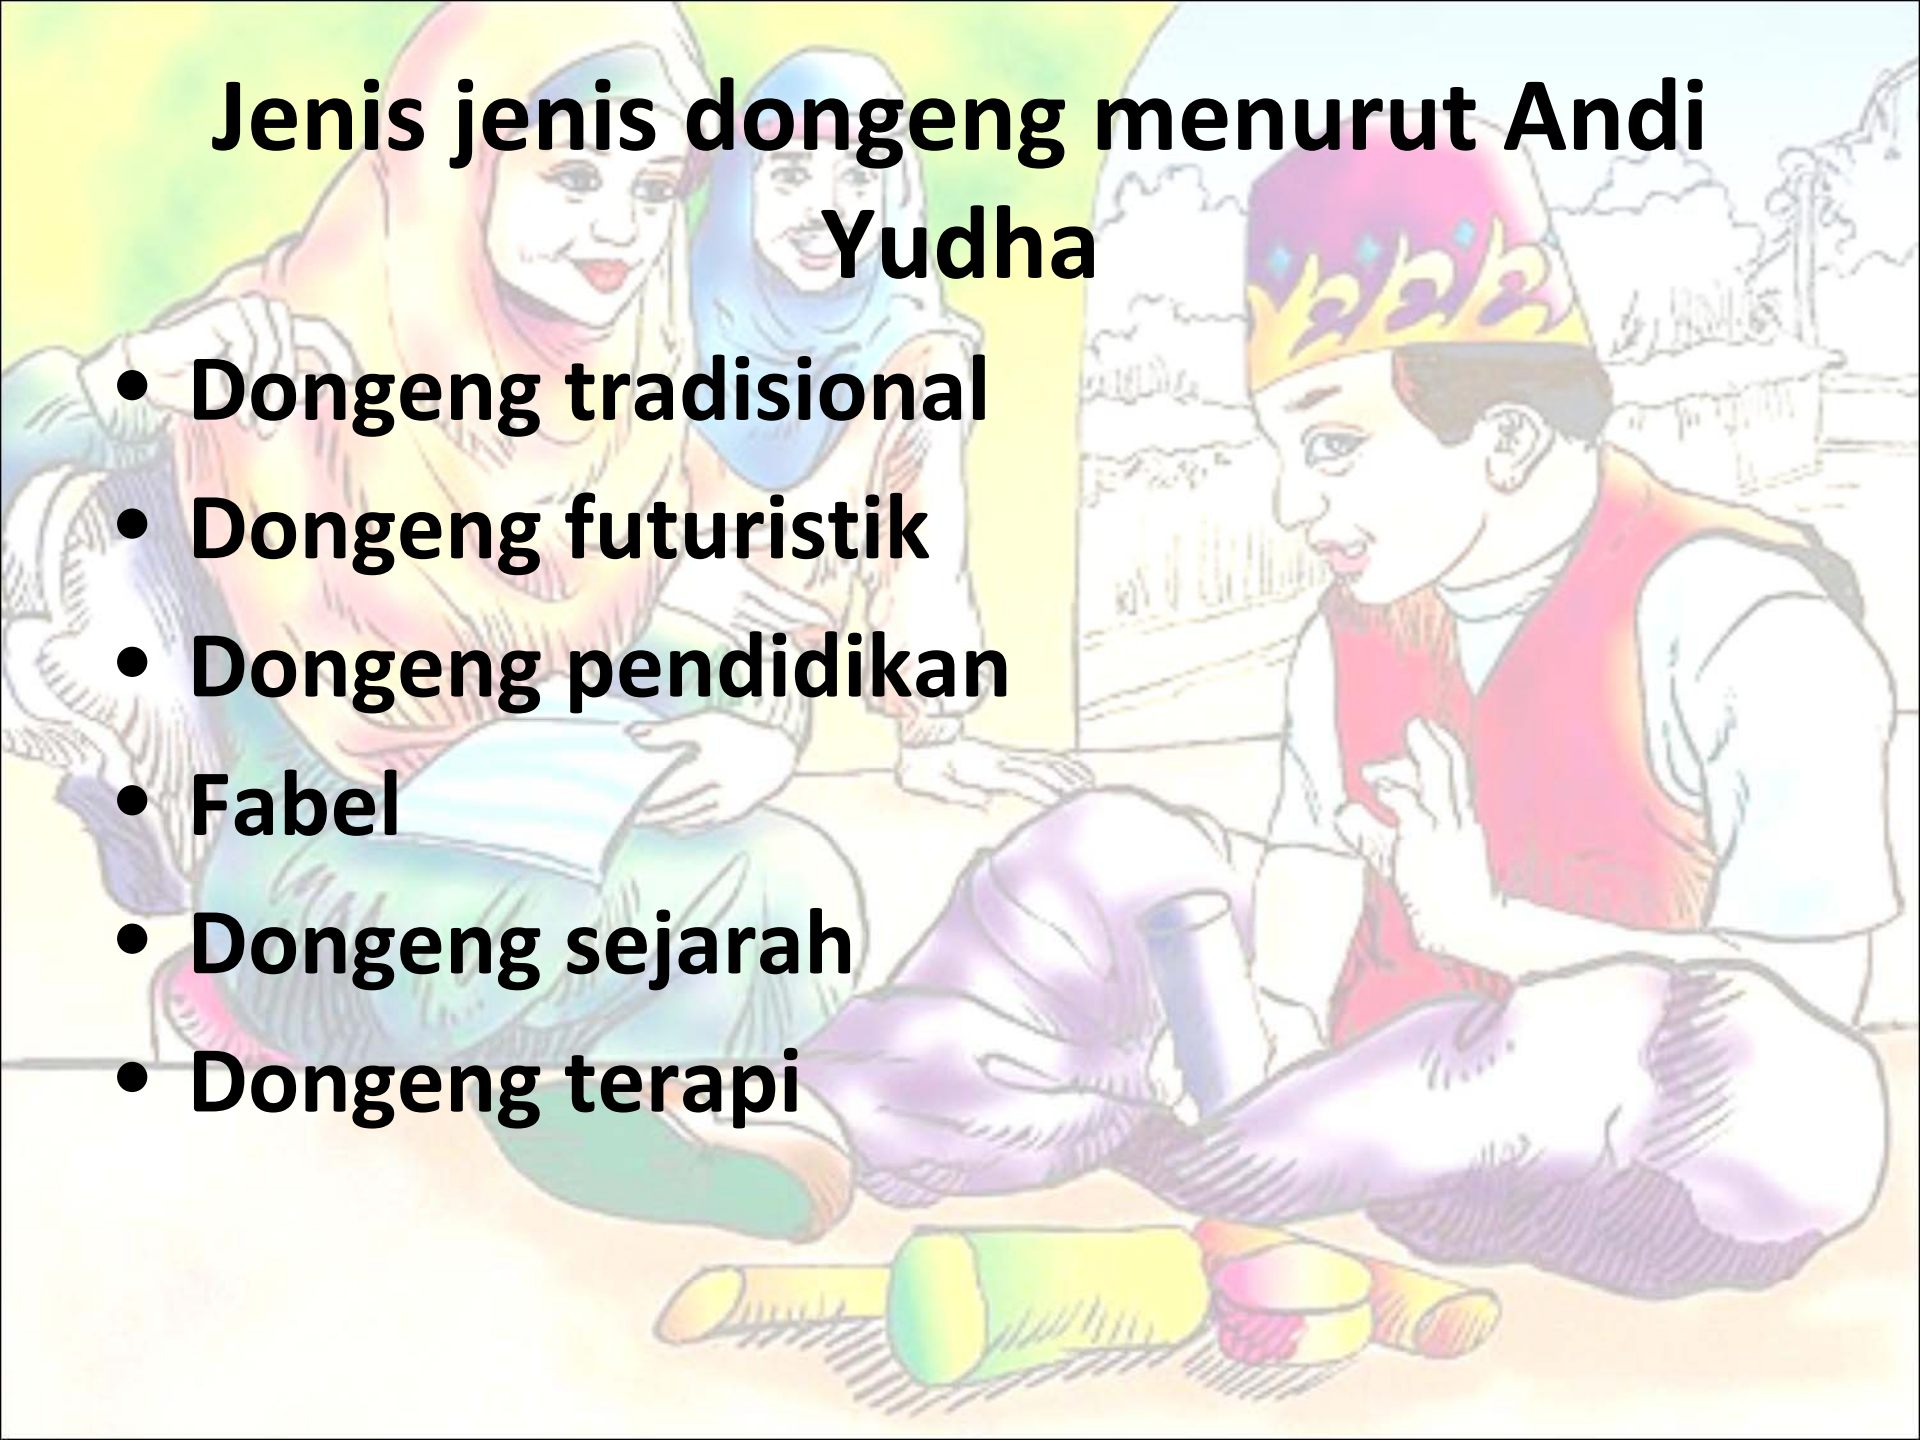 Jenis jenis dongeng menurut Andi
Yudha
• Dongeng tradisional
• Dongeng futuristik
• Dongeng pendidikan
• Fabel
• Dongeng sejarah
• Dongeng terapi